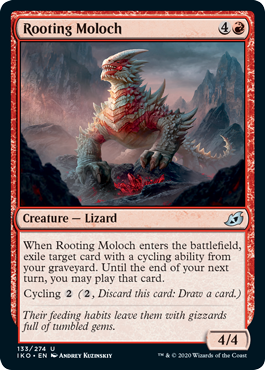 Rooting Moloch 4
Creature — Lizard
When Rooting Moloch enters the battlefield,
exile target card with a cycling ability from
your graveyard. Until the end of your next
turn, you may play that card.
Cycling 2 (2, Discard this card: Draw a card.)
Their feeding habits leave them with gizzards
full of tumbled gems.
4/4
133/274 U
IKO • EN Andrey Kuzinskiy ™ & © 2020 Wizards of the Coast